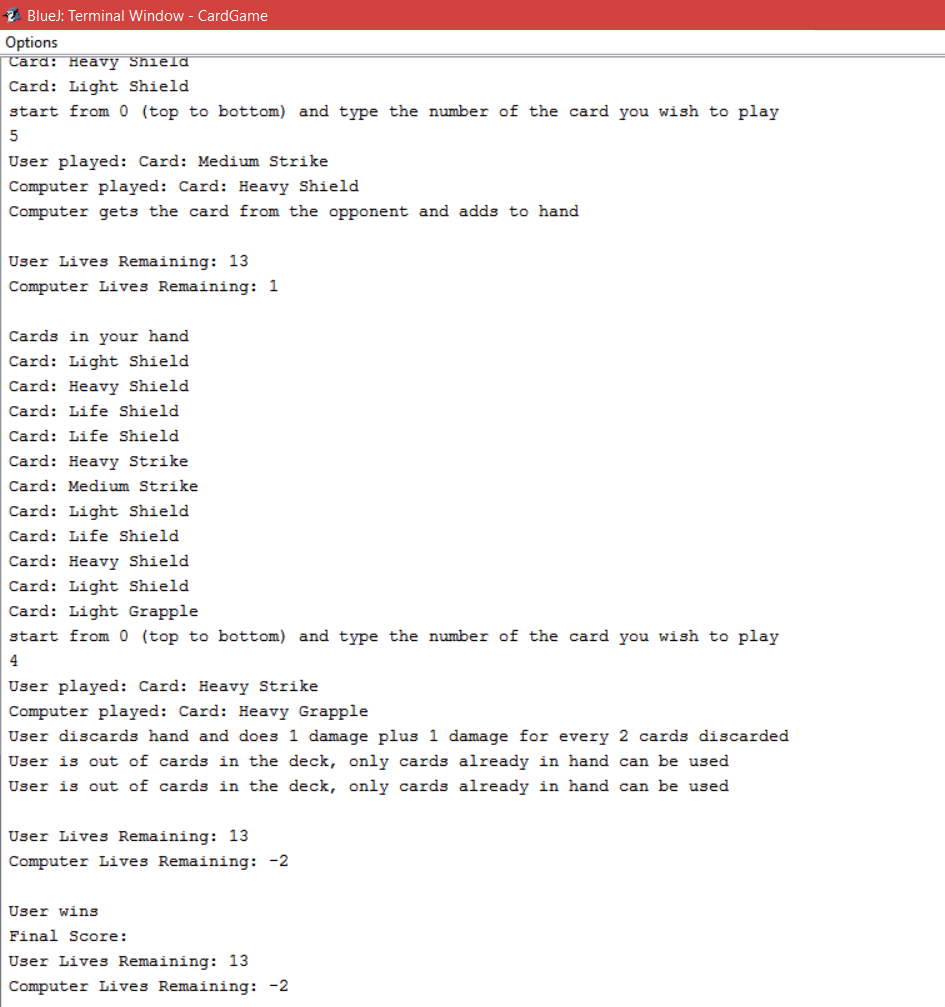 BlueJ: Terminal Window - CardGame
Options
Card: Heavy Shield
Card: Light Shield
start from 0 (top to bottom) and type the number of the card you wish to play
5
User played: Card: Medium Strike
Computer played: Card: Heavy Shield
Computer gets the card from the opponent and adds to hand
User Lives Remaining: 13
Computer Lives Remaining: 1
Cards in your hand
Card: Light Shield
Card: Heavy Shield
Card: Life Shield
Card: Life Shield
Card: Heavy Strike
Card: Medium Strike
Card: Light Shield
Card: Life Shield
Card: Heavy Shield
Card: Light Shield
Card: Light Grapple
start from 0 (top to bottom) and type the number of the card you wish to play
4
User played: Card: Heavy Strike
Computer played: Card: Heavy Grapple
User discards hand and does 1 damage plus 1 damage for every 2 cards discarded
User is out of cards in the deck, only cards already in hand can be used
User is out of cards in the deck, only cards already in hand can be used
User Lives Remaining: 13
Computer Lives Remaining: -2
User wins
Final Score:
User Lives Remaining: 13
Computer Lives Remaining: -2